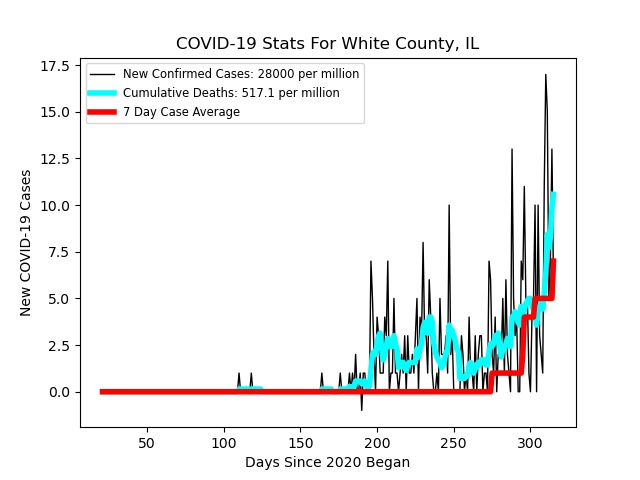 COVID-19 Stats For White County, IL
New Confirmed Cases: 28000 per million
Cumulative Deaths: 517.1 per million
7 Day Case Average
17.5
15.0
12.5
10.0
7.5
5.0
2.5
0.0
New COVID-19 Cases
50 100 150 200 250 300
Days Since 2020 Began